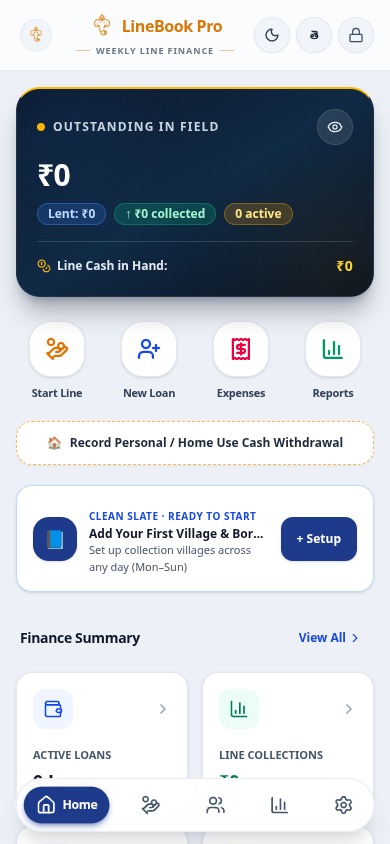 LineBook Pro
WEEKLY LINE FINANCE
OUTSTANDING IN FIELD
₹0
Lent: ₹0
↑ ₹0 collected
0 active
Line Cash in Hand:
₹0
Start Line
New Loan
Expenses
Reports
Record Personal / Home Use Cash Withdrawal
CLEAN SLATE · READY TO START
Add Your First Village & Bor...
Set up collection villages across
any day (Mon–Sun)
+ Setup
Finance Summary
View All
ACTIVE LOANS
LINE COLLECTIONS
Home